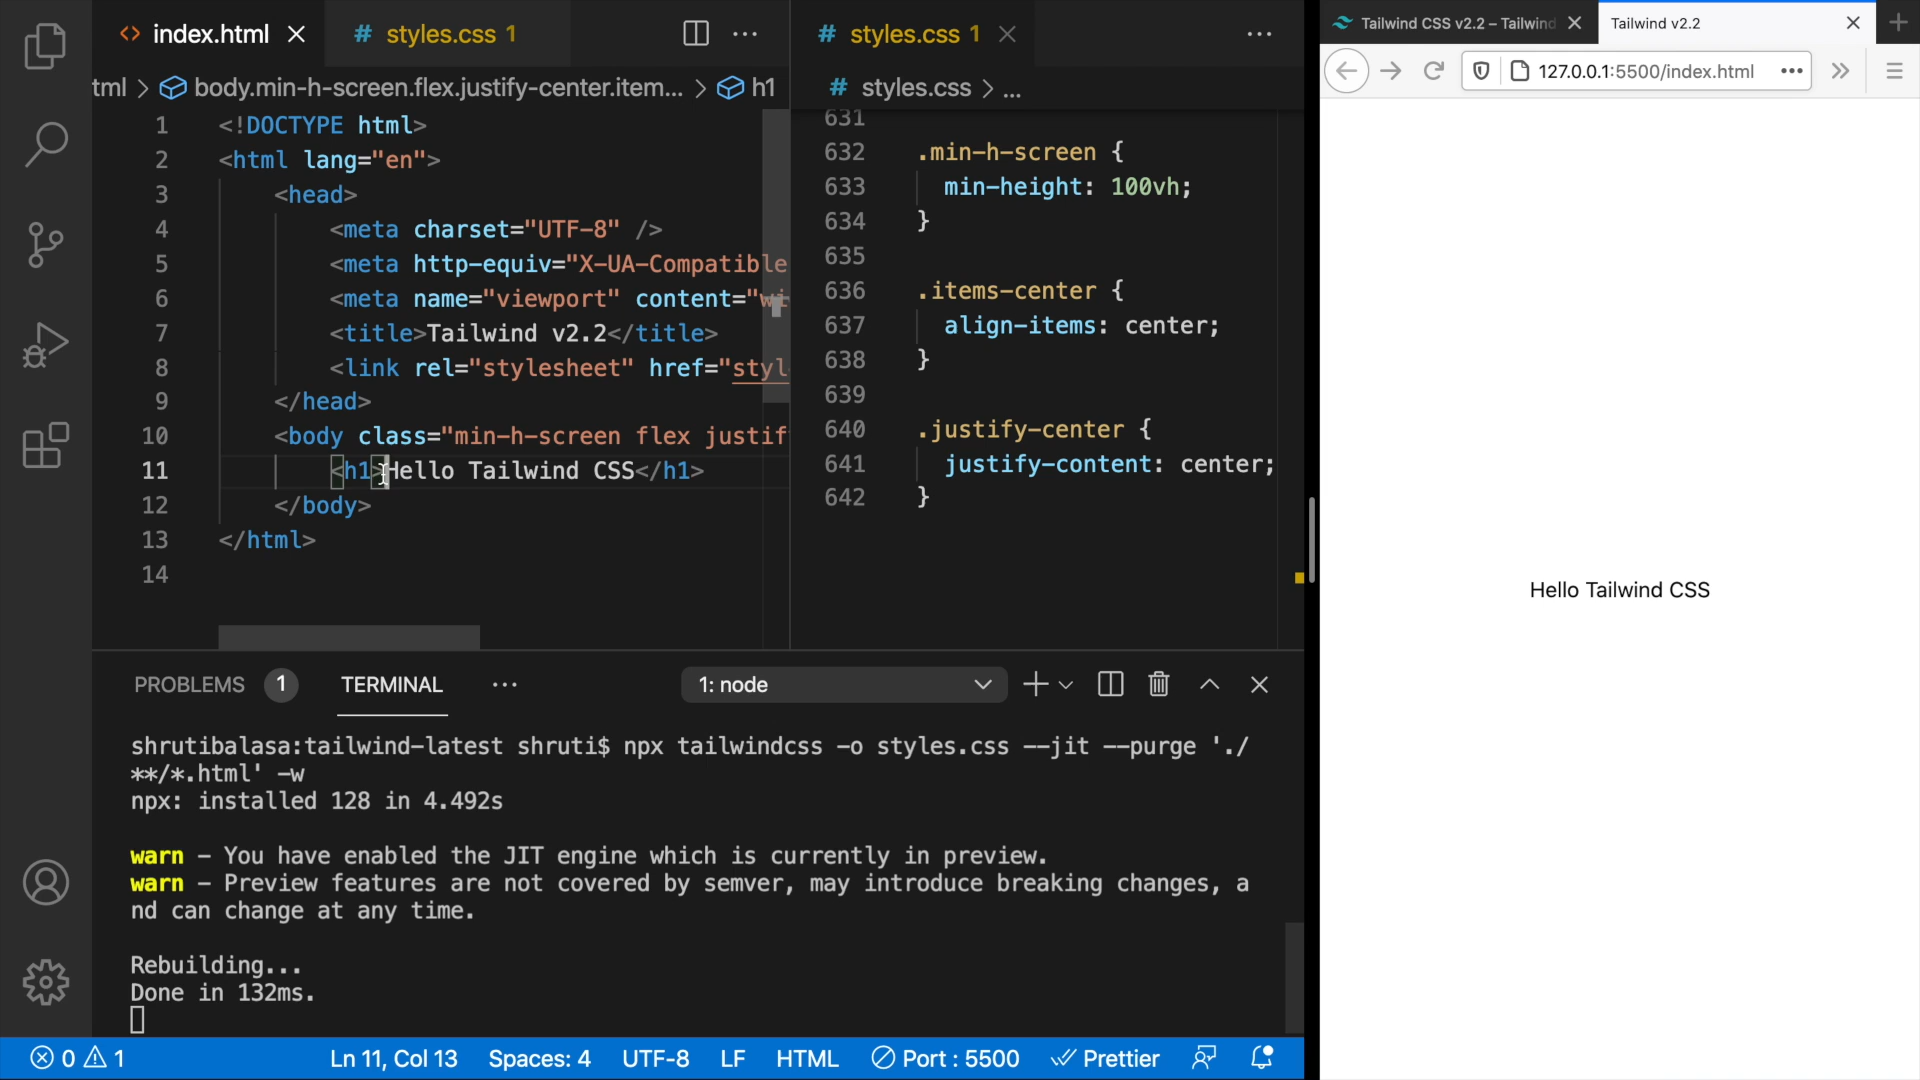 index.html
styles.css 1
tml > body.min-h-screen.flex.justify-center.item... > h1
1 <!DOCTYPE html>
2 <html lang="en">
3 <head>
4 <meta charset="UTF-8" />
5 <meta http-equiv="X-UA-Compatible
6 <meta name="viewport" content="wi
7 <title>Tailwind v2.2</title>
8 <link rel="stylesheet" href="styl
9 </head>
10 <body class="min-h-screen flex justif
11 <h1>Hello Tailwind CSS</h1>
12 </body>
13 </html>
14
# styles.css 1
# styles.css > ...
631
632 .min-h-screen {
633 min-height: 100vh;
634 }
635
636 .items-center {
637 align-items: center;
638 }
639
640 .justify-center {
641 justify-content: center;
642 }
PROBLEMS 1 TERMINAL ... 1: node
shrutibalasa:tailwind-latest shruti$ npx tailwindcss -o styles.css --jit --purge './
**/*.html' -w
npx: installed 128 in 4.492s
warn - You have enabled the JIT engine which is currently in preview.
warn - Preview features are not covered by semver, may introduce breaking changes, a
nd can change at any time.
Rebuilding...
Done in 132ms.
0 1 Ln 11, Col 13 Spaces: 4 UTF-8 LF HTML Port : 5500 Prettier
Tailwind CSS v2.2 – Tailwind
Tailwind v2.2
127.0.0.1:5500/index.html
Hello Tailwind CSS